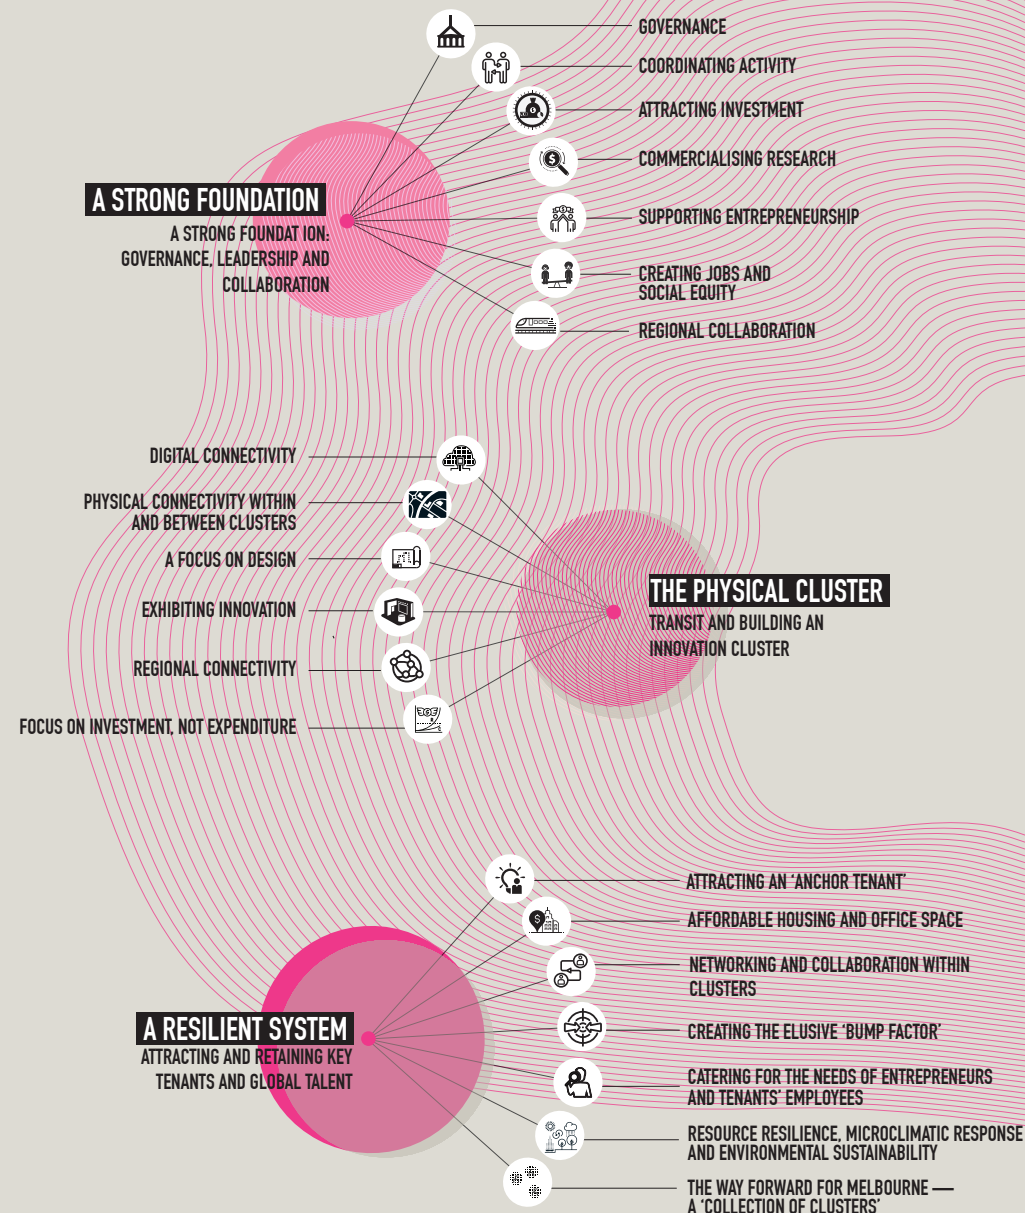 GOVERNANCE
COORDINATING ACTIVITY
ATTRACTING INVESTMENT
COMMERCIALISING RESEARCH
SUPPORTING ENTREPRENEURSHIP
CREATING JOBS AND
SOCIAL EQUITY
REGIONAL COLLABORATION
A STRONG FOUNDATION
A STRONG FOUNDAT ION:
GOVERNANCE, LEADERSHIP AND
COLLABORATION
DIGITAL CONNECTIVITY
PHYSICAL CONNECTIVITY WITHIN
AND BETWEEN CLUSTERS
A FOCUS ON DESIGN
EXHIBITING INNOVATION
REGIONAL CONNECTIVITY
FOCUS ON INVESTMENT, NOT EXPENDITURE
THE PHYSICAL CLUSTER
TRANSIT AND BUILDING AN
INNOVATION CLUSTER
ATTRACTING AN ‘ANCHOR TENANT’
AFFORDABLE HOUSING AND OFFICE SPACE
NETWORKING AND COLLABORATION WITHIN
CLUSTERS
CREATING THE ELUSIVE ‘BUMP FACTOR’
CATERING FOR THE NEEDS OF ENTREPRENEURS
AND TENANTS’ EMPLOYEES
RESOURCE RESILIENCE, MICROCLIMATIC RESPONSE
AND ENVIRONMENTAL SUSTAINABILITY
THE WAY FORWARD FOR MELBOURNE —
A ‘COLLECTION OF CLUSTERS’
A RESILIENT SYSTEM
ATTRACTING AND RETAINING KEY
TENANTS AND GLOBAL TALENT